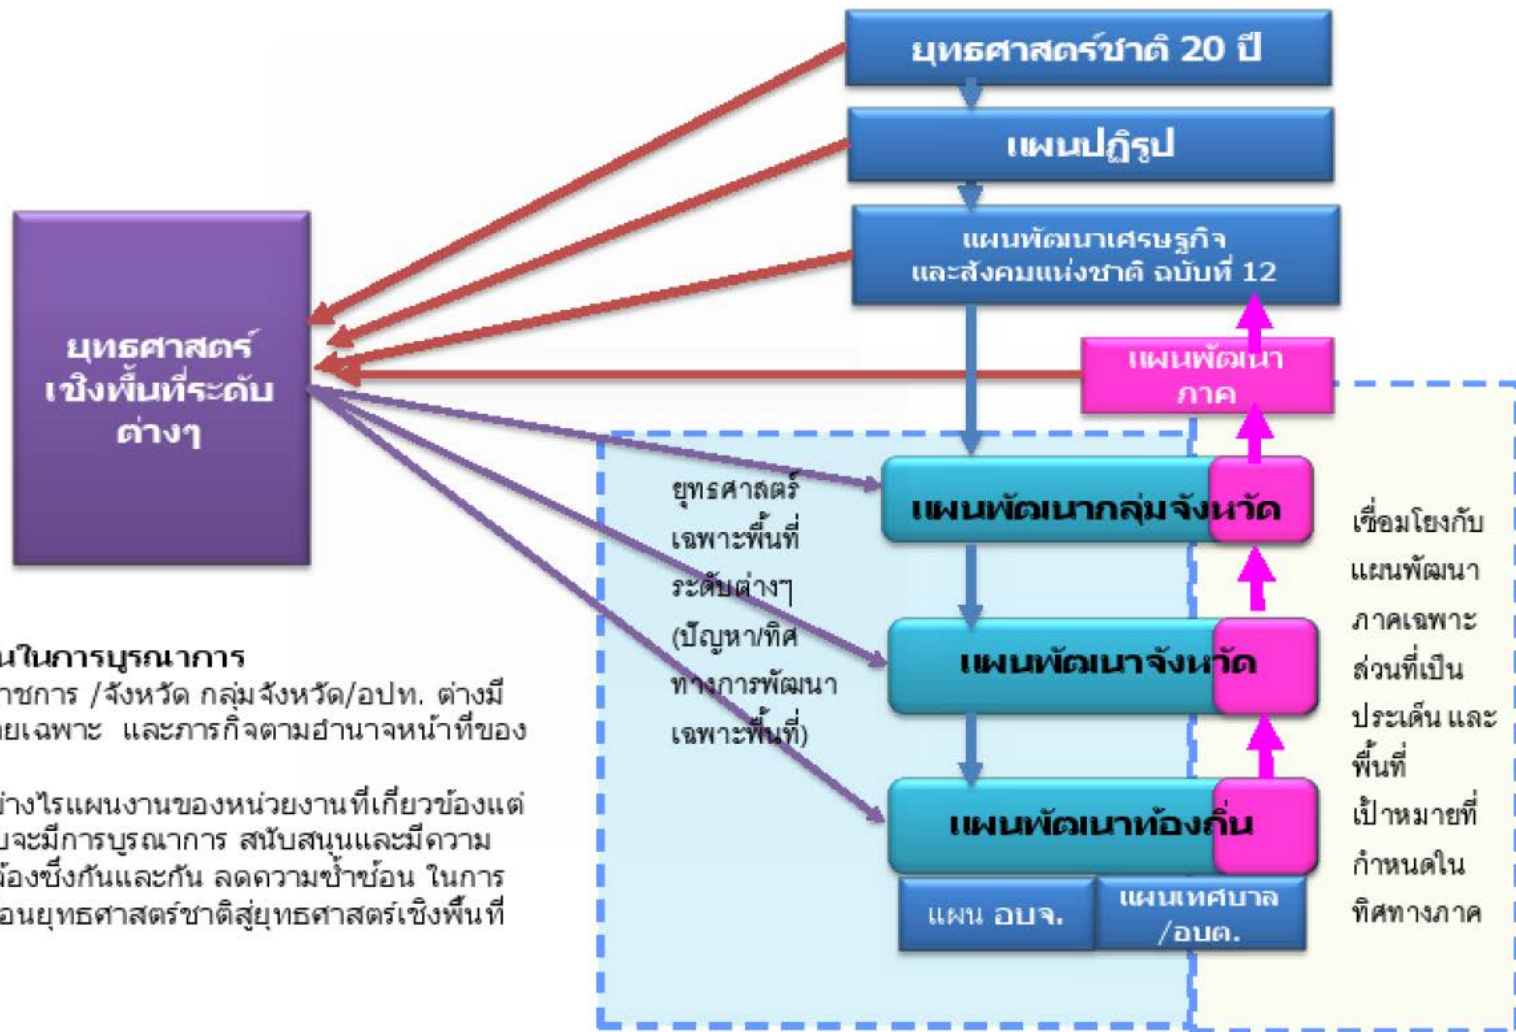 ยุทธศาสตร์ชาติ 20 ปี
แผนปฏิรูป
แผนพัฒนาเศรษฐกิจ
และสังคมแห่งชาติ ฉบับที่ 12
แผนพัฒนา
ภาค
ยุทธศาสตร์
เชิงพื้นที่ระดับ
ต่างๆ
ยุทธศาสตร์
เฉพาะพื้นที่
ระดับต่างๆ
(ปัญหา/ทิศ
ทางการพัฒนา
เฉพาะพื้นที่)
แผนพัฒนากลุ่มจังหวัด
แผนพัฒนาจังหวัด
แผนพัฒนาท้องถิ่น
แผน อบจ.
แผนเทศบาล
/อบต.
เชื่อมโยงกับ
แผนพัฒนา
ภาคเฉพาะ
ส่วนที่เป็น
ประเด็น และ
พื้นที่
เป้าหมายที่
กำหนดใน
ทิศทางภาค
นในการบูรณาการ
าชการ /จังหวัด กลุ่มจังหวัด/อปท. ต่างมี
ยเฉพาะ และภารกิจตามอำนาจหน้าที่ของ
างไรแผนงานของหน่วยงานที่เกี่ยวข้องแต่
บจะมีการบูรณาการ สนับสนุนและมีความ
้องซึ่งกันและกัน ลดความซ้ำซ้อน ในการ
อนยุทธศาสตร์ชาติสู่ยุทธศาสตร์เชิงพื้นที่